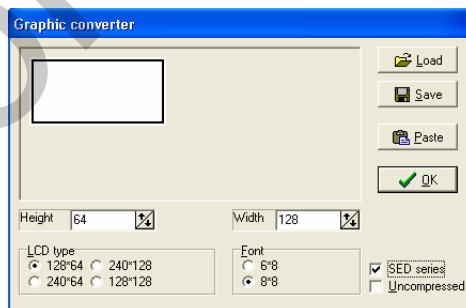 Graphic converter
Load
Save
Paste
OK
Height 64 Width 128
LCD type
128*64 240*128
240*64 128*128
Font
6*8
8*8
SED series
Uncompressed